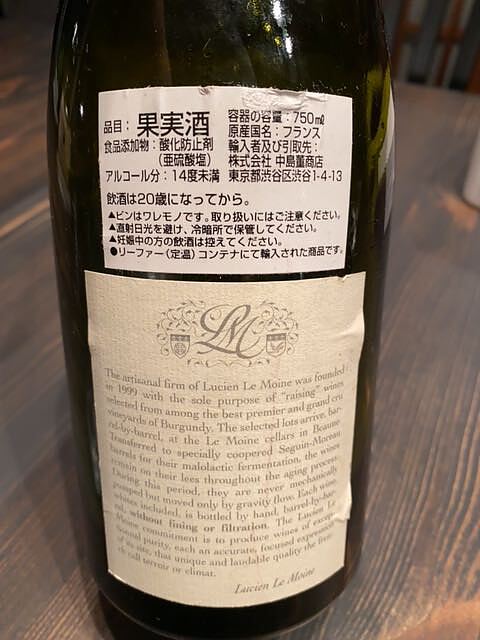 品目：果実酒 容器の容量：750ml
食品添加物：酸化防止剤 原産国名：フランス
（亜硫酸塩） 輸入者及び引取先：
アルコール分：14度未満 株式会社 中島董商店
東京都渋谷区渋谷1-4-13
飲酒は20歳になってから。
▲ビンはワレモノです。取り扱いにはご注意ください。
▲直射日光を避け、冷暗所で保管してください。
▲妊娠中の方の飲酒は控えてください。
●リーファー（定温）コンテナにて輸入された商品です。
LM
The artisanal firm of Lucien Le Moine was founded
in 1999 with the sole purpose of "raising" wines
selected from among the best premier and grand cru
vineyards of Burgundy. The selected lots arrive, bar-
rel-by-barrel, at the Le Moine cellars in Beaune
Transferred to specially coopered Seguin-Moreau
barrels for their malolactic fermentation, the wines
remain on their lees throughout the aging process.
During this period, they are never mechanically
pumped but moved only by gravity flow. Each wine,
whites included, is bottled by hand, barrel-by-bar-
rel, without fining or filtration. The Lucien Le
Moine commitment is to produce wines of excep-
tional purity, each an accurate, focused expression
of its site, that unique and laudable quality the French
call terroir or climat.
Lucien Le Moine